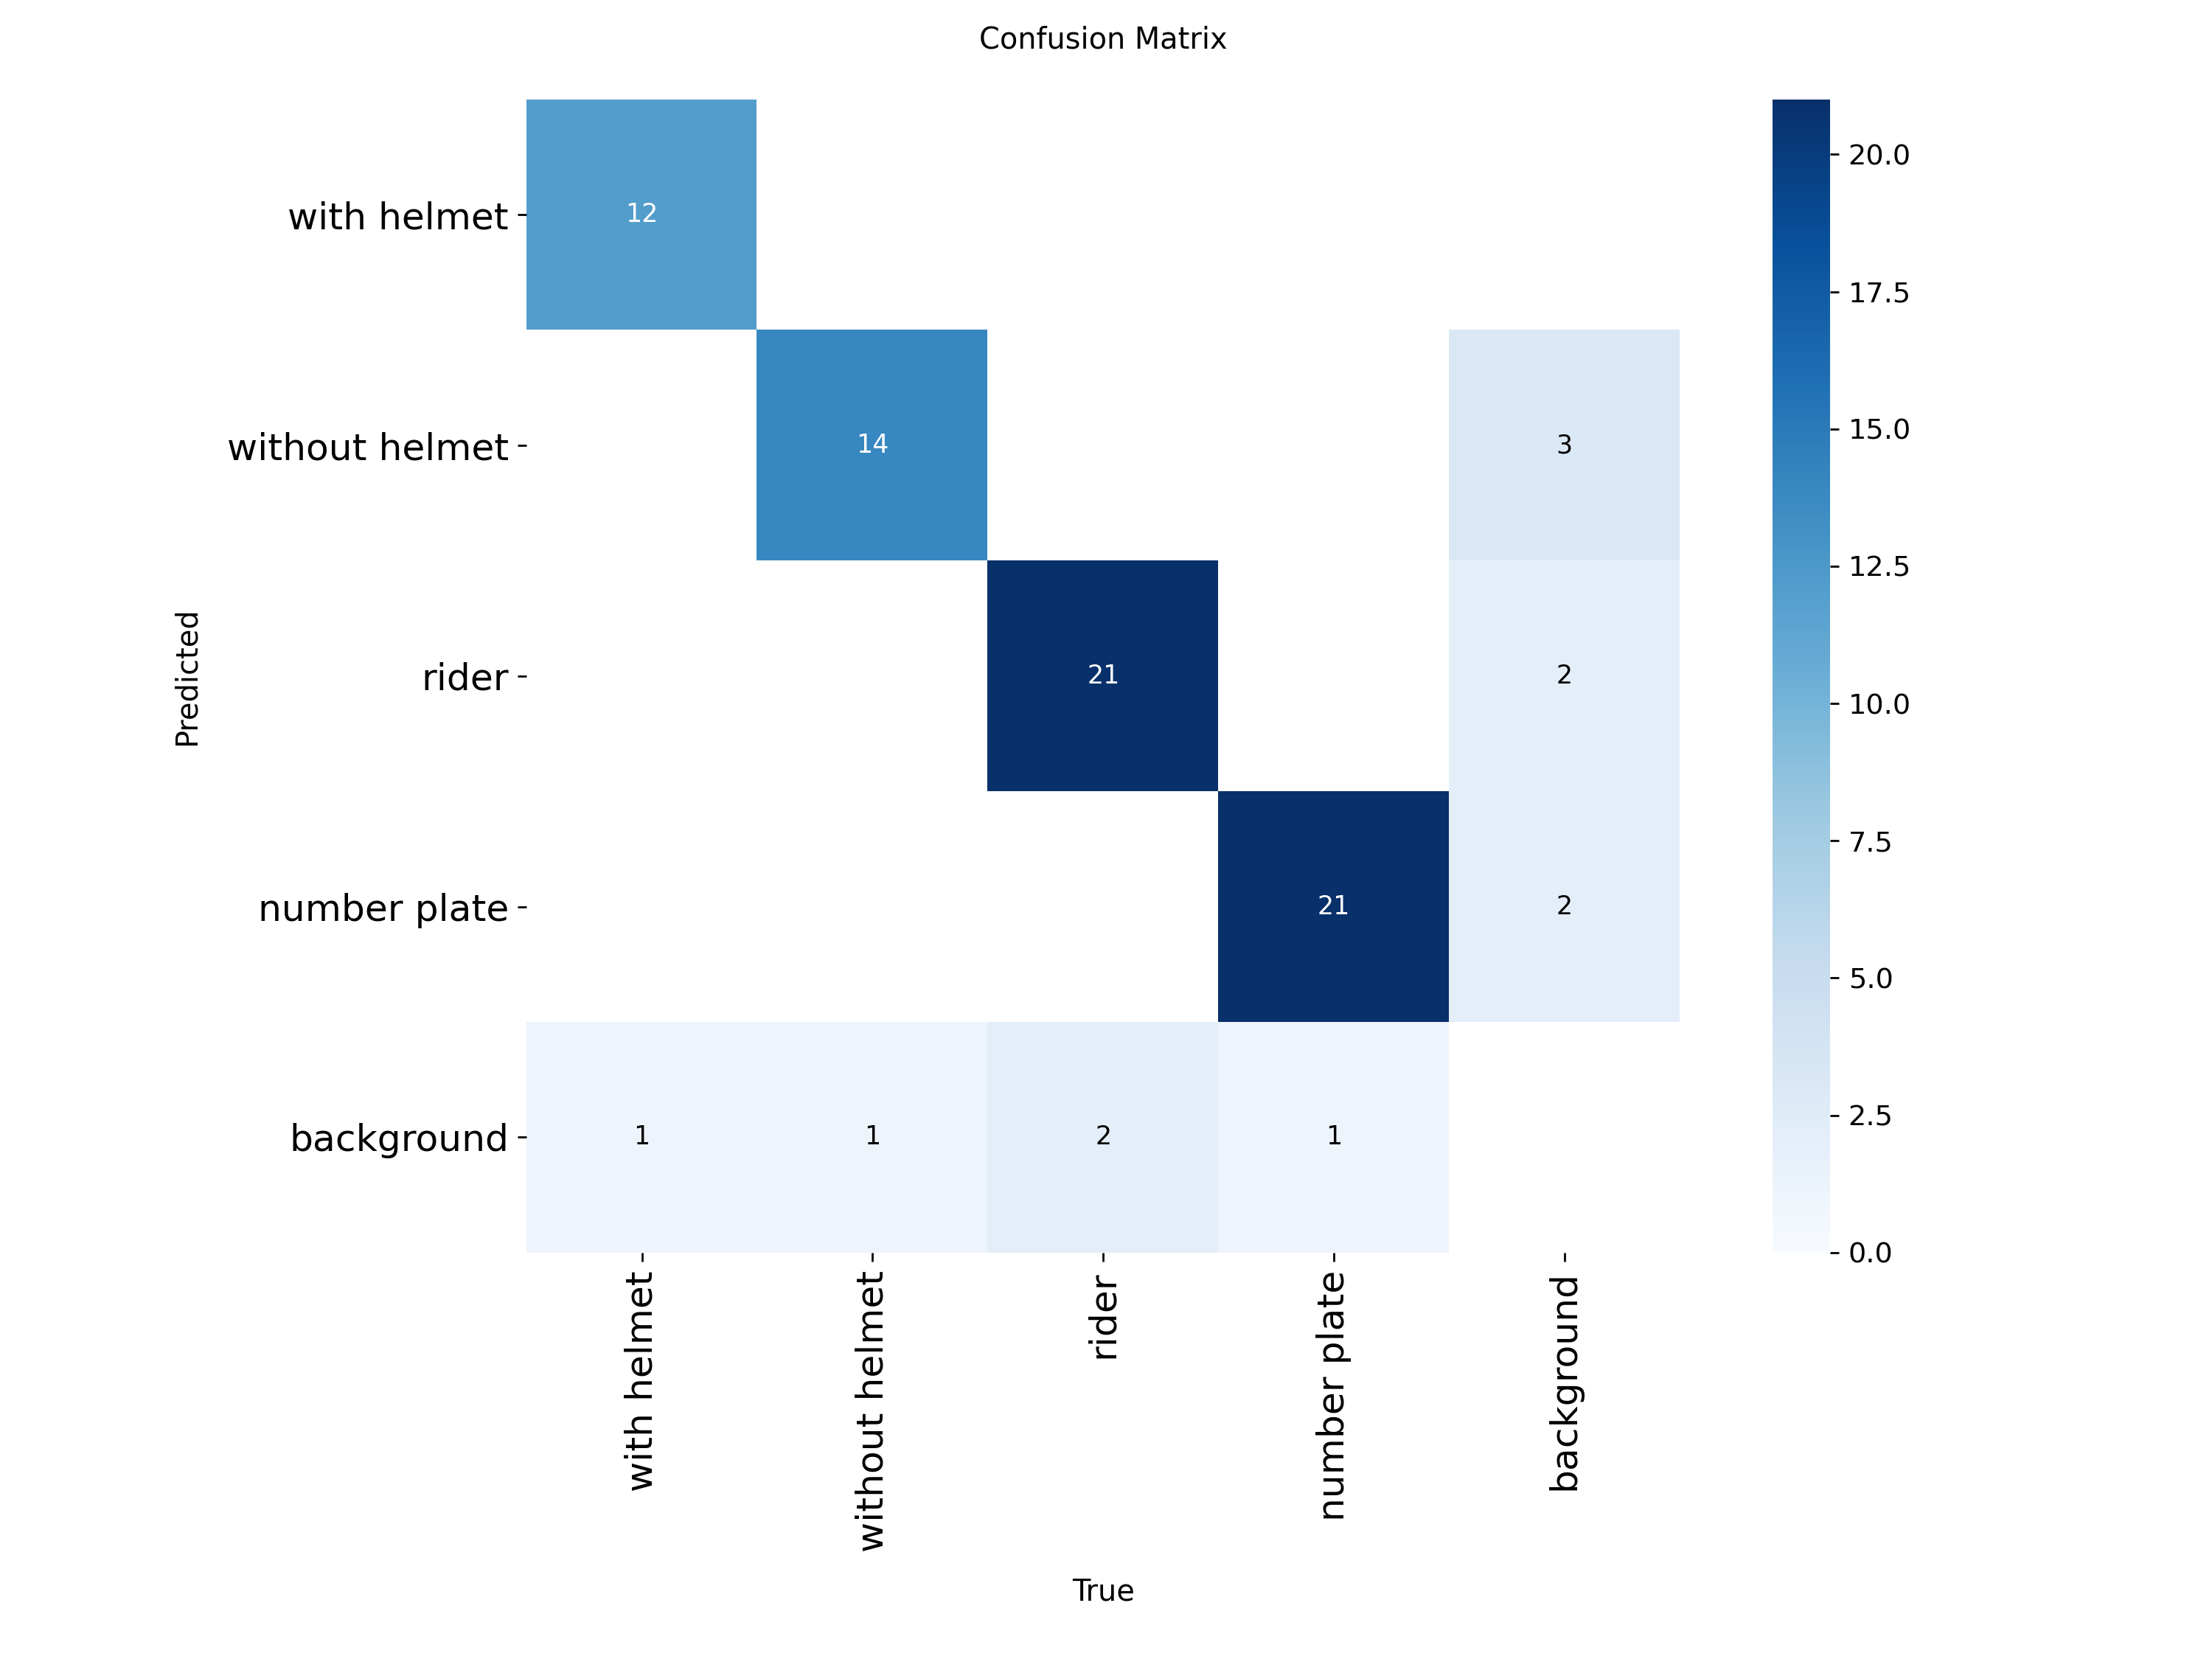 Confusion Matrix
with helmet
12
without helmet
14
3
rider
21
2
number plate
21
2
background
1
1
2
1
Predicted
with helmet
without helmet
rider
number plate
background
True
20.0
17.5
15.0
12.5
10.0
7.5
5.0
2.5
0.0